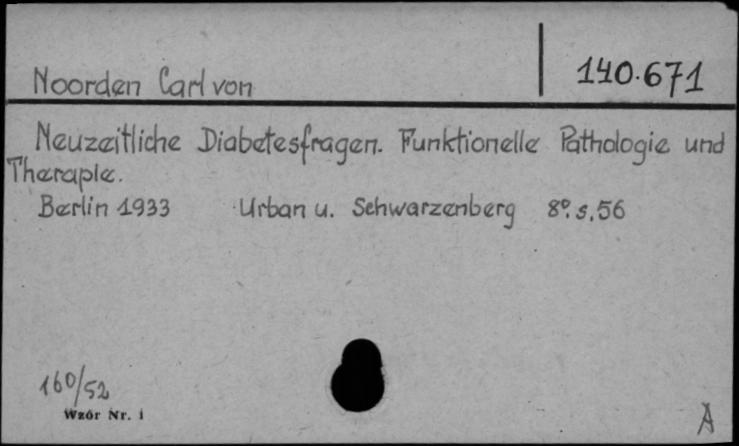 Noorden Carl von
140.671
Neuzeitliche Diabetesfragen. Funktionelle Pathologie und
Therapie.
Berlin 1933 Urban u. Schwarzenberg 8º. s. 56
160/52
Wzór Nr. 1
A